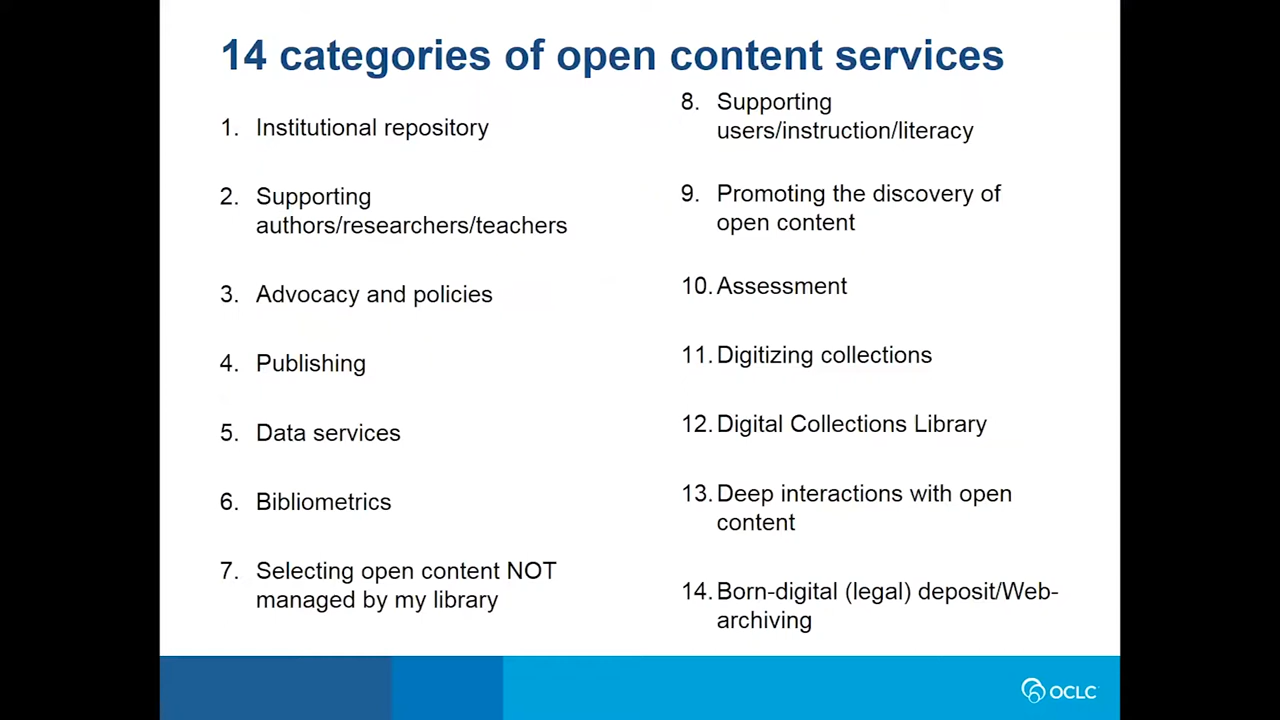 14 categories of open content services
1. Institutional repository
2. Supporting
authors/researchers/teachers
3. Advocacy and policies
4. Publishing
5. Data services
6. Bibliometrics
7. Selecting open content NOT
managed by my library
8. Supporting
users/instruction/literacy
9. Promoting the discovery of
open content
10. Assessment
11. Digitizing collections
12. Digital Collections Library
13. Deep interactions with open
content
14. Born-digital (legal) deposit/Web-
archiving
OCLC